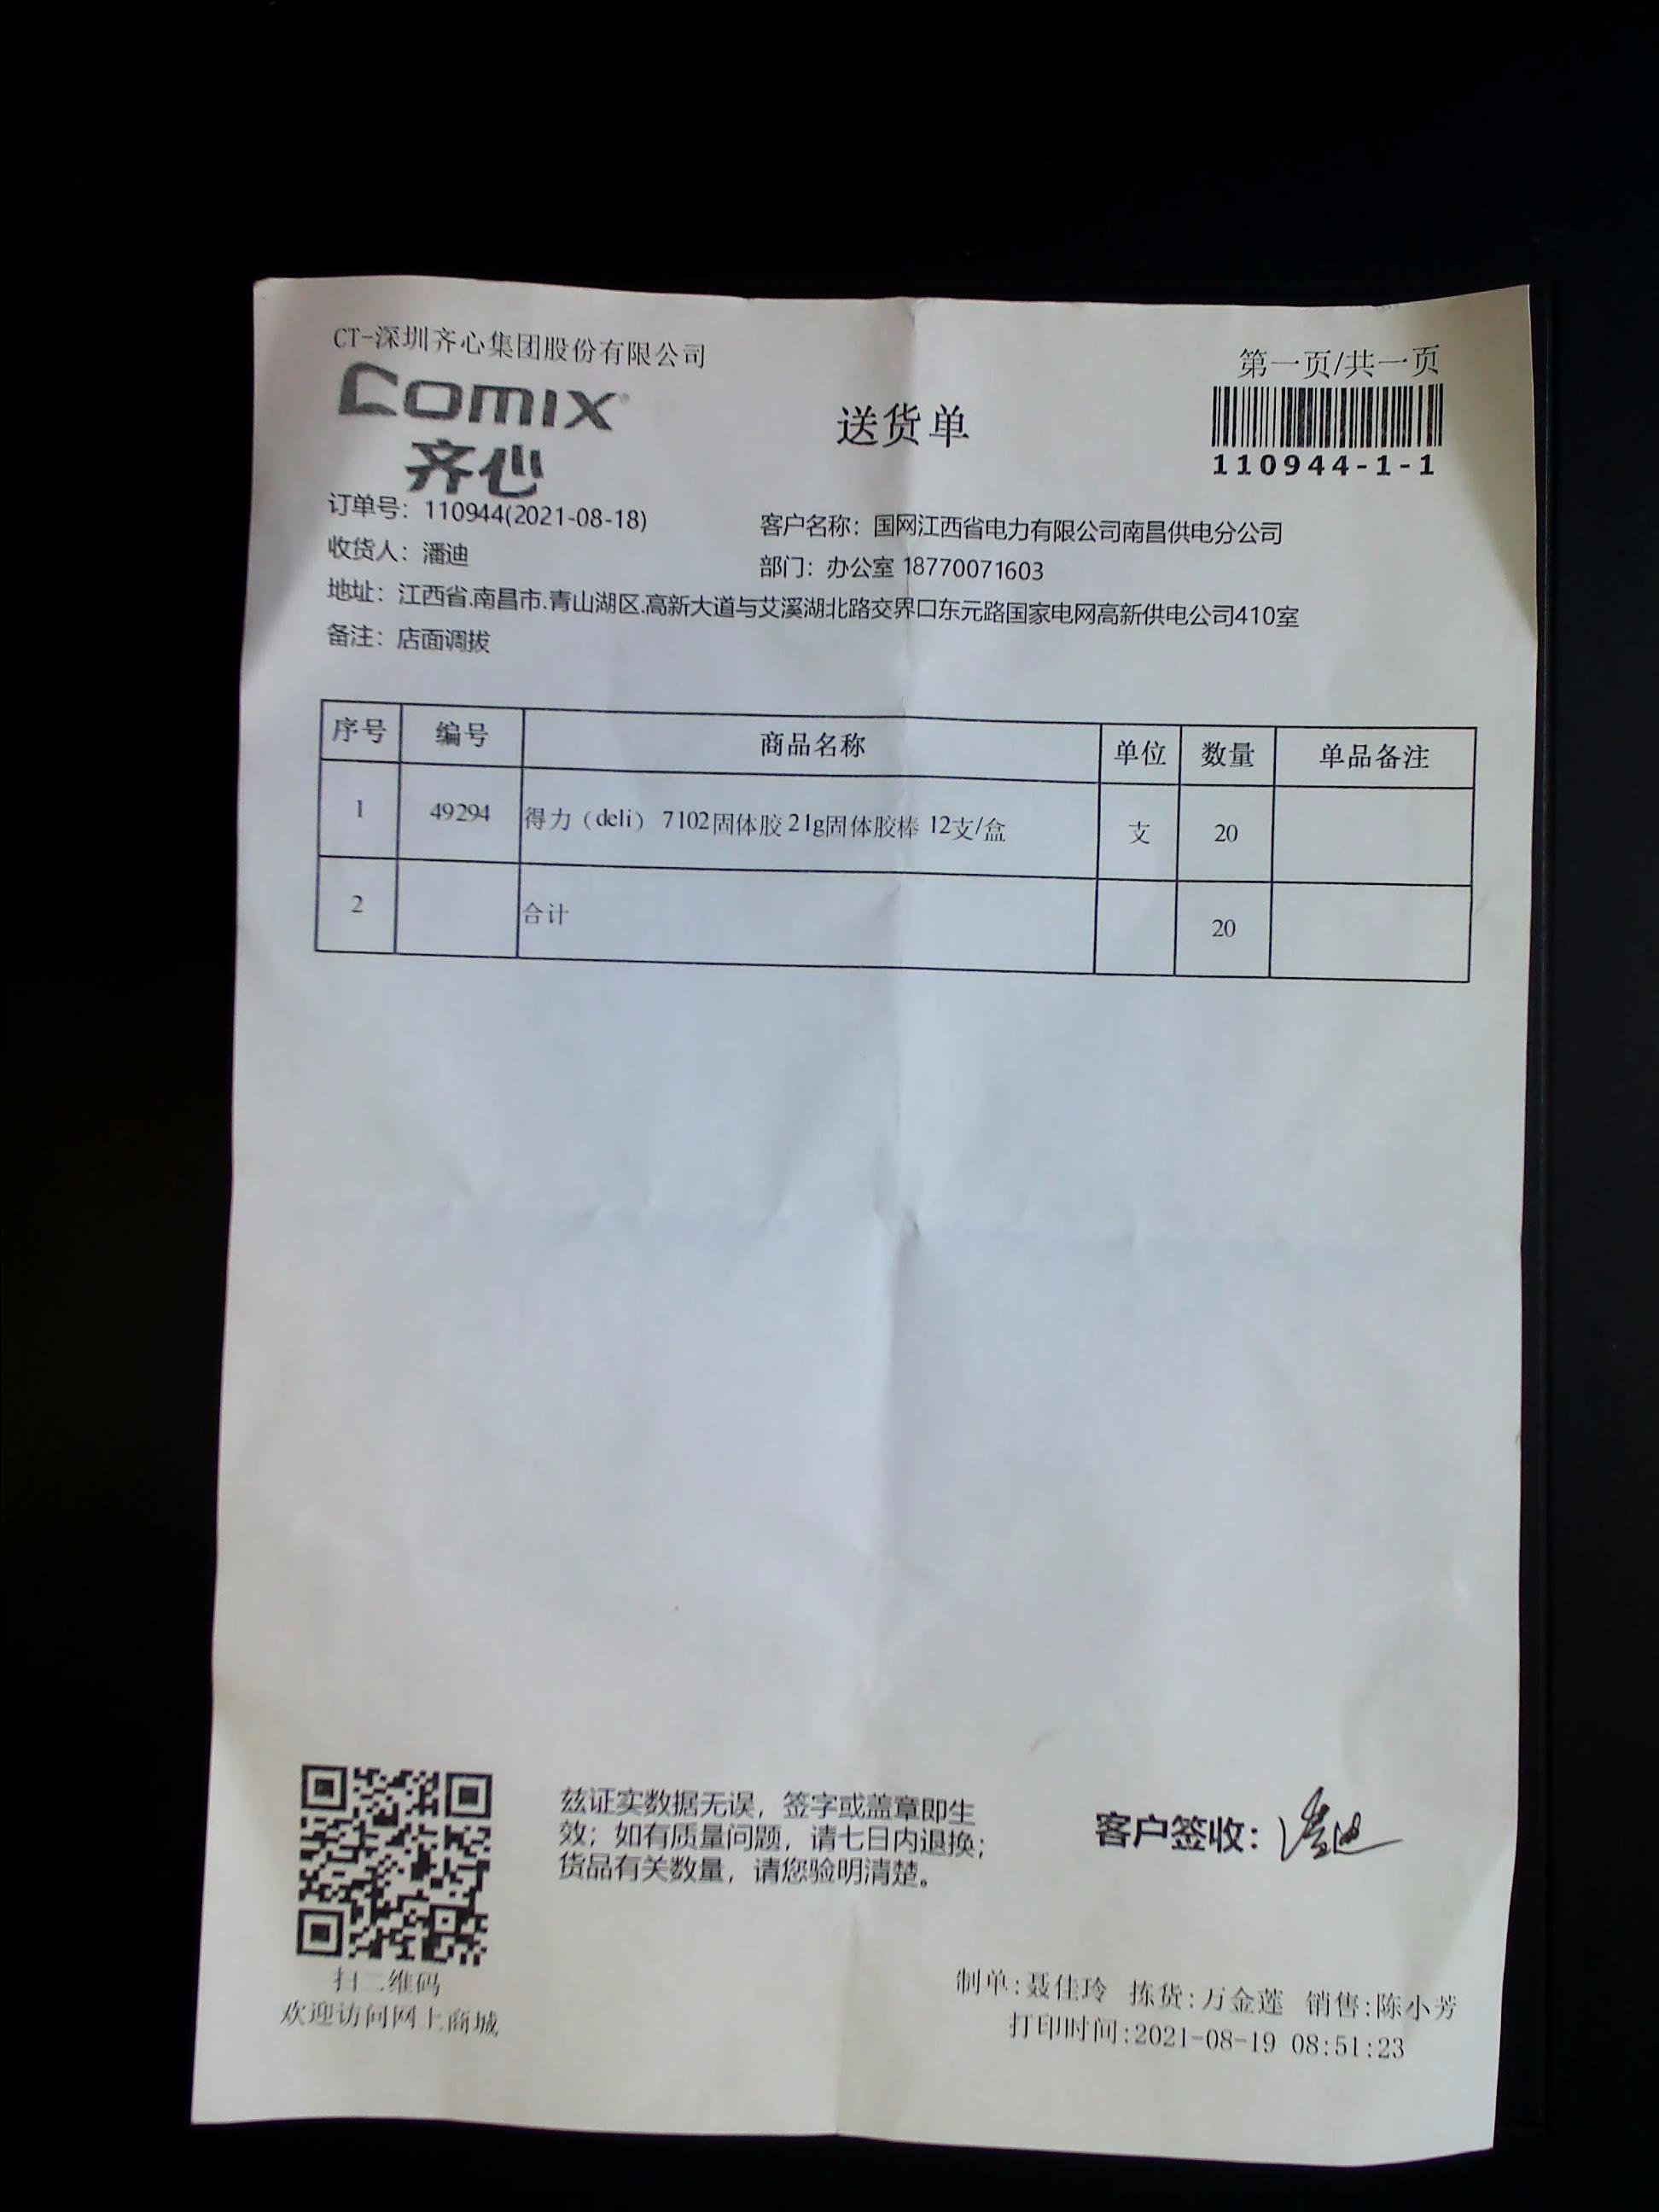 CT-深圳齐心集团股份有限公司
第一页/共一页
COMIX
齐心
送货单
110944-1-1
订单号：110944(2021-08-18)
客户名称：国网江西省电力有限公司南昌供电分公司
收货人：潘迪
部门：办公室 18770071603
地址：江西省.南昌市.青山湖区.高新大道与艾溪湖北路交界口东元路国家电网高新供电公司410室
备注：店面调拔
序号 编号 商品名称 单位 数量 单品备注
1 49294 得力（deli） 7102固体胶 21g固体胶棒 12支/盒 支 20
2 合计 20
兹证实数据无误，签字或盖章即生
效；如有质量问题，请七日内退换；
货品有关数量，请您验明清楚。
客户签收：潘迪
扫二维码
欢迎访问网上商城
制单:聂佳玲 拣货:万金莲 销售:陈小芳
打印时间:2021-08-19 08:51:23